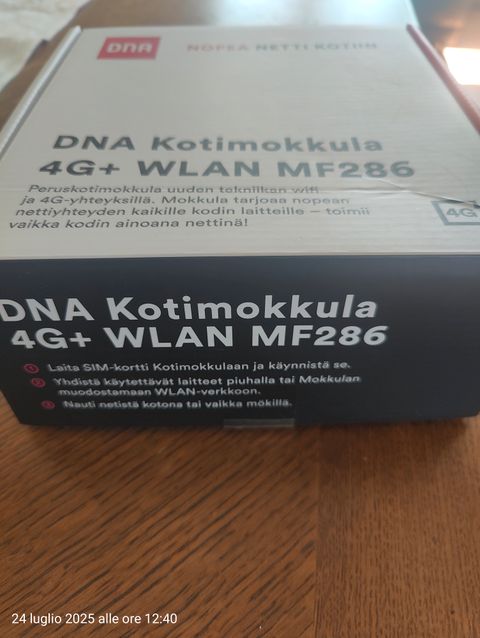 DNA
NOPEA NETTI KOTIIN
DNA Kotimokkula
4G+ WLAN MF286
Peruskotimokkula uuden tekniikan wifi
ja 4G-yhteyksillä. Mokkula tarjoaa nopean
nettiyhteyden kaikille kodin laitteille – toimii
vaikka kodin ainoana nettinä!
4G
DNA Kotimokkula
4G+ WLAN MF286
1 Laita SIM-kortti Kotimokkulaan ja käynnistä se.
2 Yhdistä käytettävät laitteet piuhalla tai Mokkulan
muodostamaan WLAN-verkkoon.
3 Nauti netistä kotona tai vaikka mökillä.
24 luglio 2025 alle ore 12:40